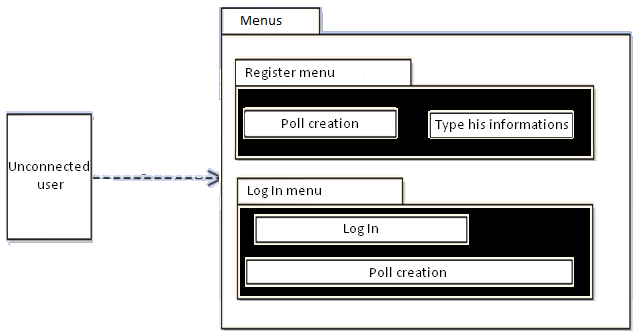 Menus
Register menu
Poll creation
Type his informations
Unconnected
user
Log In menu
Log In
Poll creation